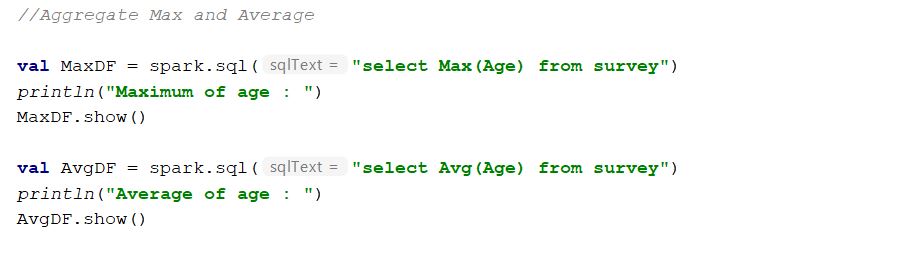 //Aggregate Max and Average
val MaxDF = spark.sql( sqlText = "select Max(Age) from survey")
println("Maximum of age : ")
MaxDF.show()
val AvgDF = spark.sql( sqlText = "select Avg(Age) from survey")
println("Average of age : ")
AvgDF.show()